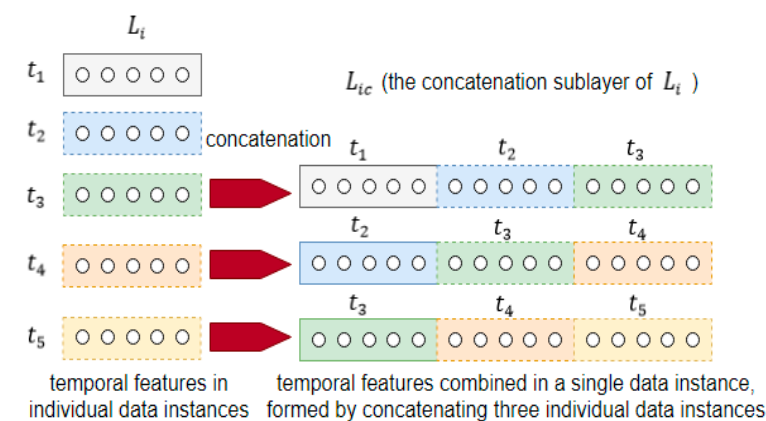 L_i
t_1
t_2
t_3
t_4
t_5
concatenation
L_ic (the concatenation sublayer of L_i )
t_1 t_2 t_3
t_2 t_3 t_4
t_3 t_4 t_5
temporal features in
individual data instances
temporal features combined in a single data instance,
formed by concatenating three individual data instances